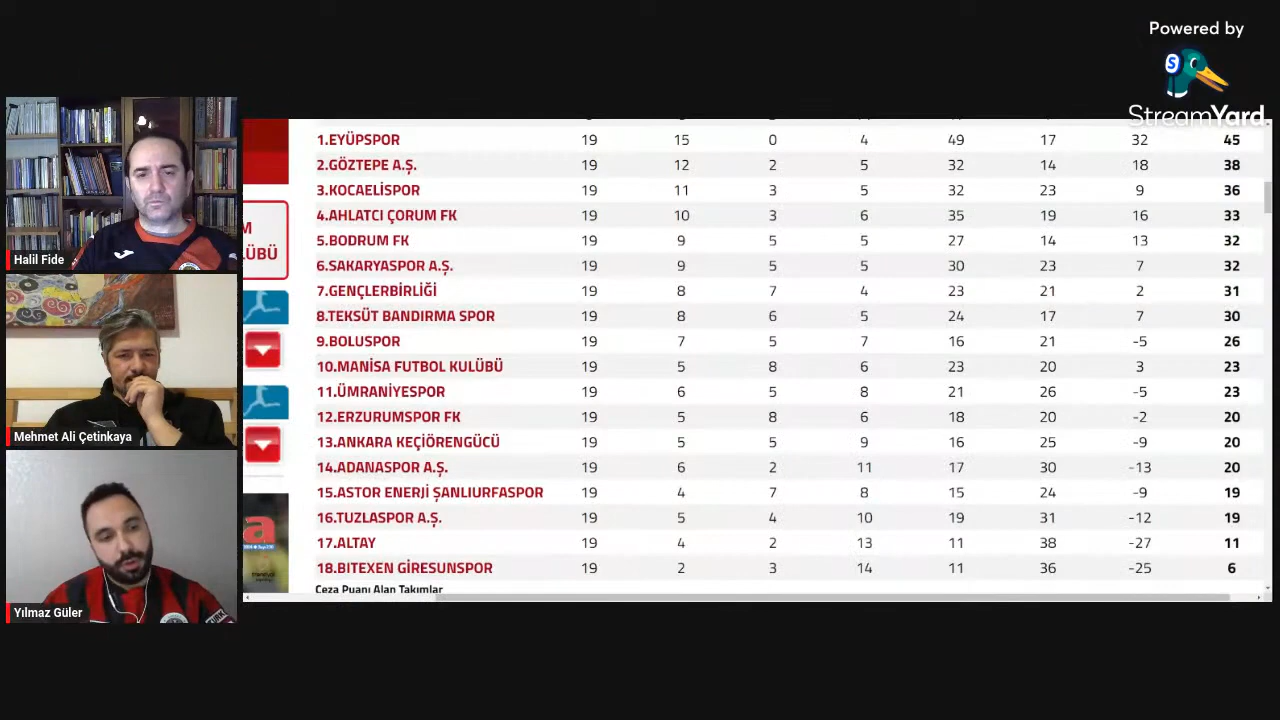 Powered by
S
StreamYard.
1.EYÜPSPOR 19 15 0 4 49 17 32 45
2.GÖZTEPE A.Ş. 19 12 2 5 32 14 18 38
3.KOCAELİSPOR 19 11 3 5 32 23 9 36
4.AHLATCI ÇORUM FK 19 10 3 6 35 19 16 33
5.BODRUM FK 19 9 5 5 27 14 13 32
6.SAKARYASPOR A.Ş. 19 9 5 5 30 23 7 32
7.GENÇLERBİRLİĞİ 19 8 7 4 23 21 2 31
8.TEKSÜT BANDIRMA SPOR 19 8 6 5 24 17 7 30
9.BOLUSPOR 19 7 5 7 16 21 -5 26
10.MANİSA FUTBOL KULÜBÜ 19 5 8 6 23 20 3 23
11.ÜMRANİYESPOR 19 6 5 8 21 26 -5 23
12.ERZURUMSPOR FK 19 5 8 6 18 20 -2 20
13.ANKARA KEÇİÖRENGÜCÜ 19 5 5 9 16 25 -9 20
14.ADANASPOR A.Ş. 19 6 2 11 17 30 -13 20
15.ASTOR ENERJİ ŞANLIURFASPOR 19 4 7 8 15 24 -9 19
16.TUZLASPOR A.Ş. 19 5 4 10 19 31 -12 19
17.ALTAY 19 4 2 13 11 38 -27 11
18.BITEXEN GİRESUNSPOR 19 2 3 14 11 36 -25 6
Ceza Puanı Alan Takımlar
M
ÜBÜ
a
Halil Fide
Mehmet Ali Çetinkaya
Yılmaz Güler